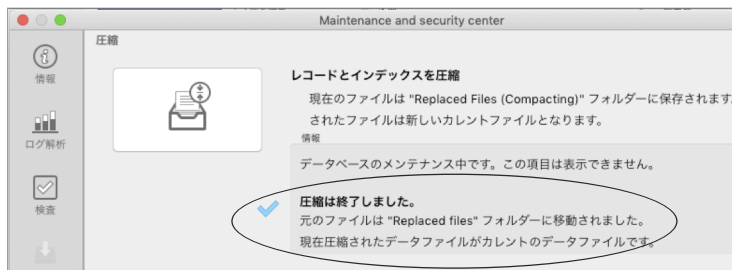 Maintenance and security center
圧縮
情報
ログ解析
検査
レコードとインデックスを圧縮
現在のファイルは "Replaced Files (Compacting)" フォルダーに保存されます。
されたファイルは新しいカレントファイルとなります。
情報
データベースのメンテナンス中です。この項目は表示できません。
圧縮は終了しました。
元のファイルは "Replaced files" フォルダーに移動されました。
現在圧縮されたデータファイルがカレントのデータファイルです。